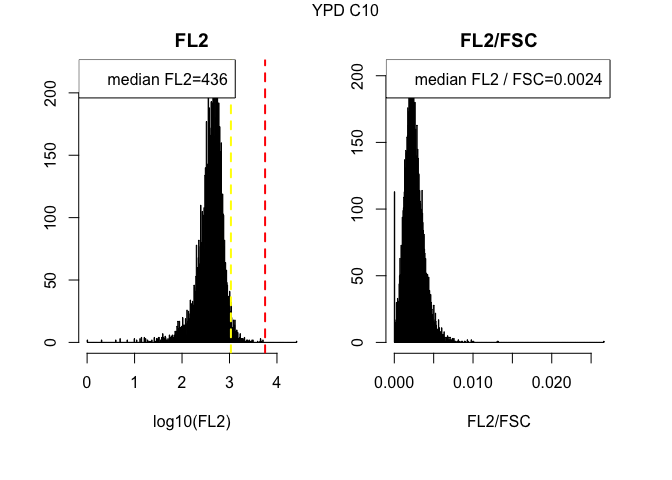 YPD C10
FL2
median FL2=436
0 50 100 150 200
0 1 2 3 4
log10(FL2)
FL2/FSC
median FL2 / FSC=0.0024
0 50 100 150 200
0.000 0.010 0.020
FL2/FSC